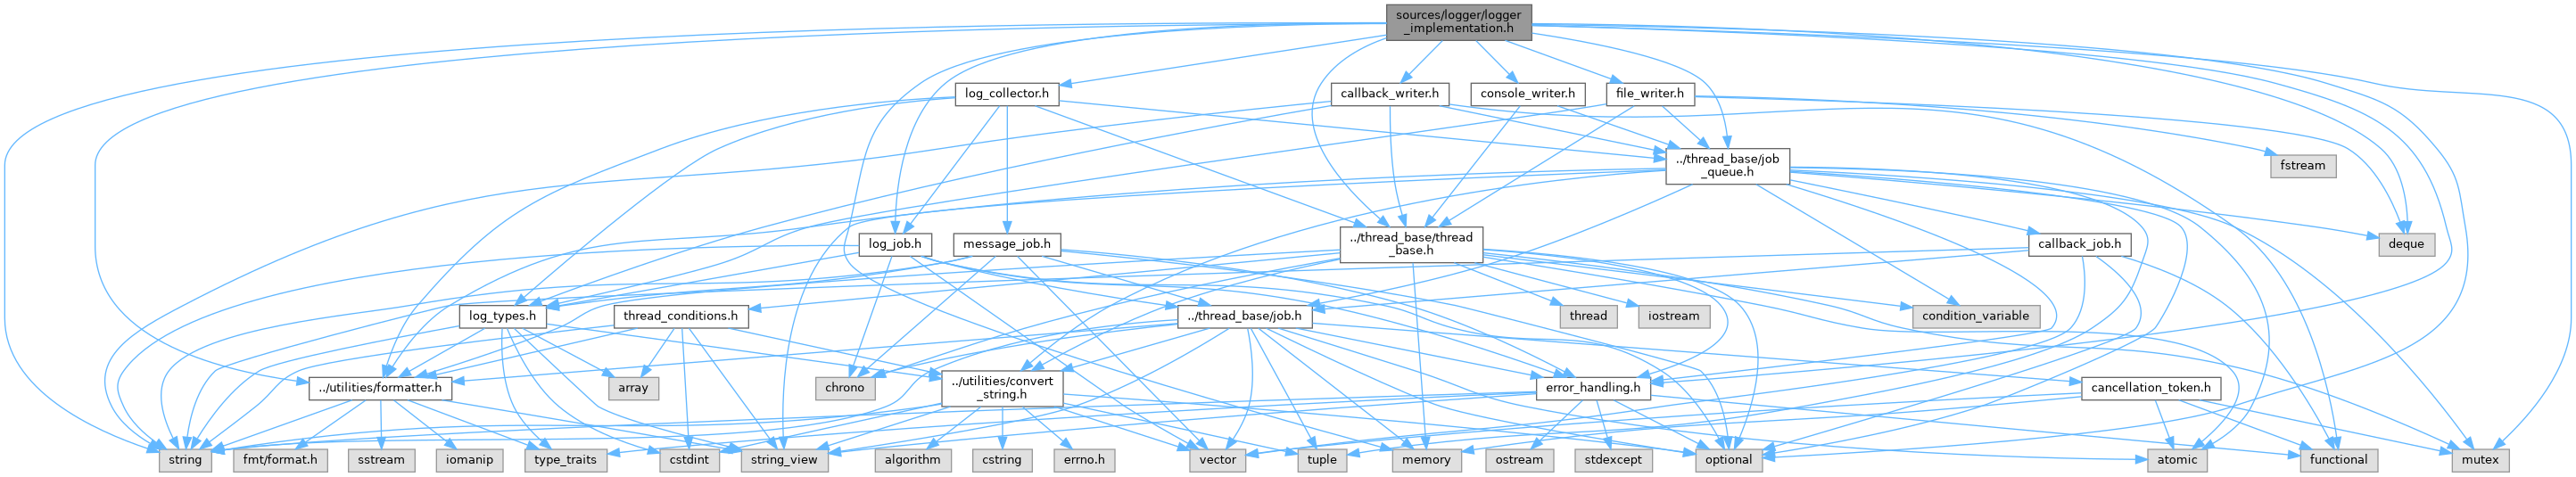 sources/logger/logger
_implementation.h
log_collector.h
callback_writer.h
console_writer.h
file_writer.h
../thread_base/job
_queue.h
fstream
log_job.h
message_job.h
../thread_base/thread
_base.h
callback_job.h
deque
log_types.h
thread_conditions.h
../thread_base/job.h
thread
iostream
condition_variable
../utilities/formatter.h
array
chrono
../utilities/convert
_string.h
error_handling.h
cancellation_token.h
string
fmt/format.h
sstream
iomanip
type_traits
cstdint
string_view
algorithm
cstring
errno.h
vector
tuple
memory
ostream
stdexcept
optional
atomic
functional
mutex